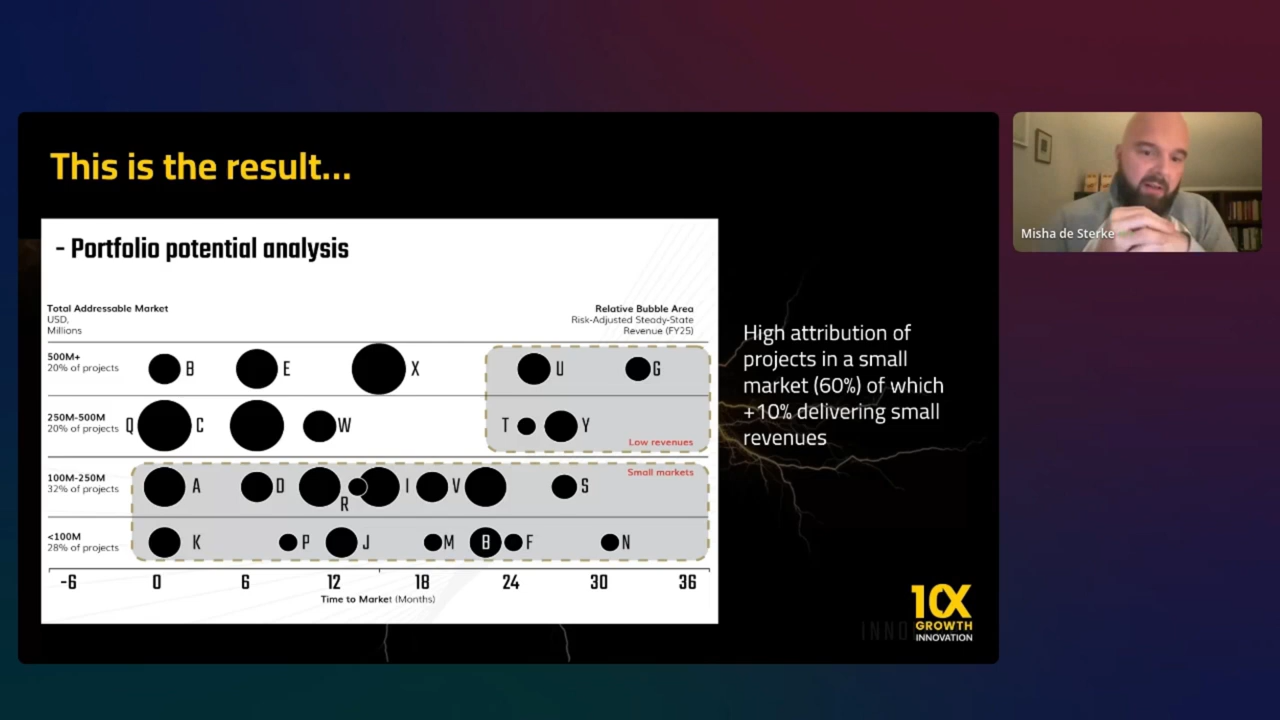 This is the result...
- Portfolio potential analysis
Total Addressable Market
USD,
Millions
Relative Bubble Area
Risk-Adjusted Steady-State
Revenue (FY25)
500M+
20% of projects
B E X U G
250M-500M
20% of projects
Q C W T Y
Low revenues
Small markets
100M-250M
32% of projects
A D R I V S
<100M
28% of projects
K P J M B F N
-6 0 6 12 18 24 30 36
Time to Market (Months)
High attribution of
projects in a small
market (60%) of which
+10% delivering small
revenues
10X
GROWTH
INNOVATION
Misha de Sterke